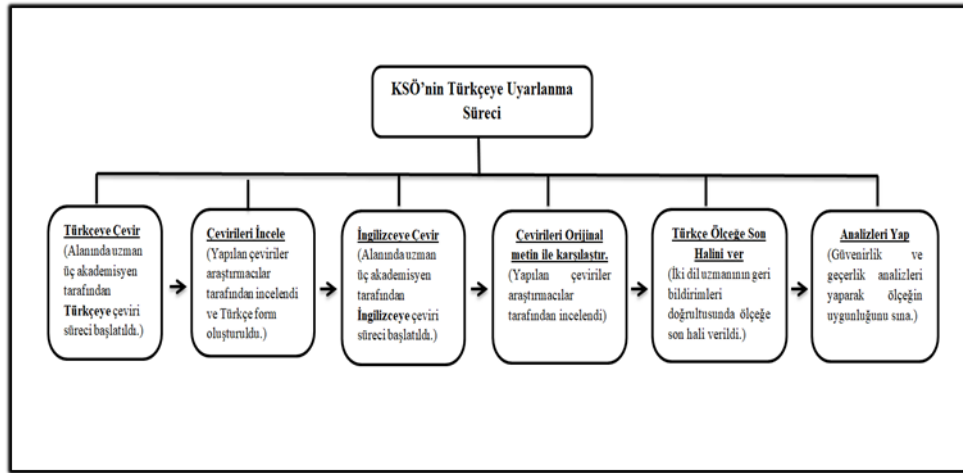 KSÖ'nin Türkçeye Uyarlanma
Süreci
Türkçeye Çevir
(Alanında uzman
üç akademisyen
tarafından
Türkçeye çeviri
süreci başlatıldı.)
Çevirileri İncele
(Yapılan çeviriler
araştırmacılar
tarafından incelendi
ve Türkçe form
oluşturuldu.)
İngilizceye Çevir
(Alanında uzman
üç akademisyen
tarafından
İngilizceye çeviri
süreci başlatıldı.)
Çevirileri Orijinal
metin ile karşılaştır.
(Yapılan çeviriler
araştırmacılar
tarafından incelendi)
Türkçe Ölçeğe Son
Halini ver
(İki dil uzmanının geri
bildirimleri
doğrultusunda ölçeğe
son hali verildi.)
Analizleri Yap
(Güvenirlik ve
geçerlik analizleri
yaparak ölçeğin
uygunluğunu sına.)